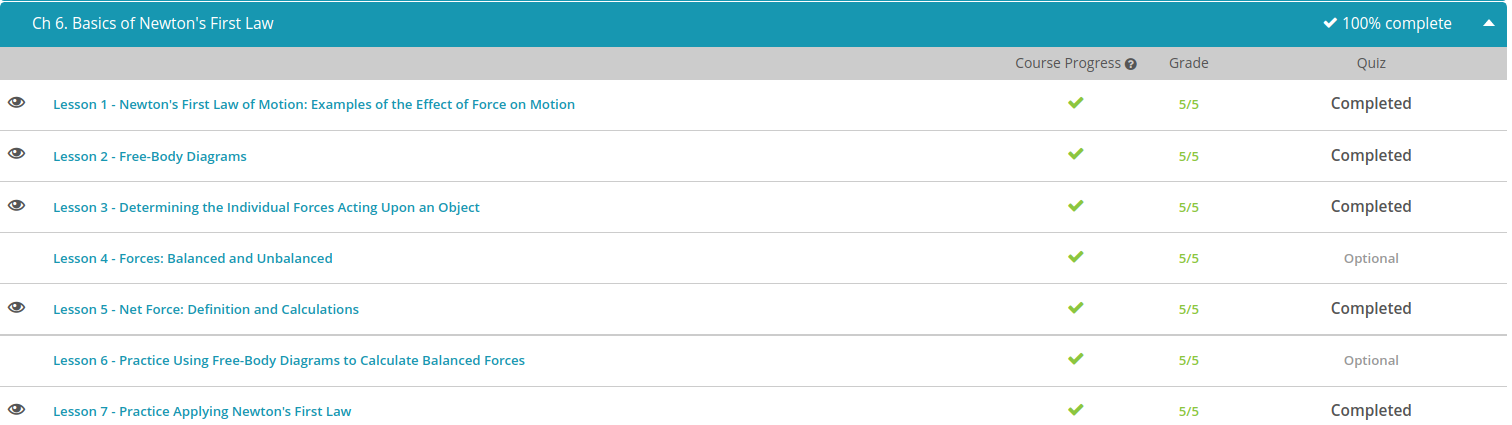 Ch 6. Basics of Newton's First Law 100% complete
Course Progress Grade Quiz
Lesson 1 - Newton's First Law of Motion: Examples of the Effect of Force on Motion 5/5 Completed
Lesson 2 - Free-Body Diagrams 5/5 Completed
Lesson 3 - Determining the Individual Forces Acting Upon an Object 5/5 Completed
Lesson 4 - Forces: Balanced and Unbalanced 5/5 Optional
Lesson 5 - Net Force: Definition and Calculations 5/5 Completed
Lesson 6 - Practice Using Free-Body Diagrams to Calculate Balanced Forces 5/5 Optional
Lesson 7 - Practice Applying Newton's First Law 5/5 Completed